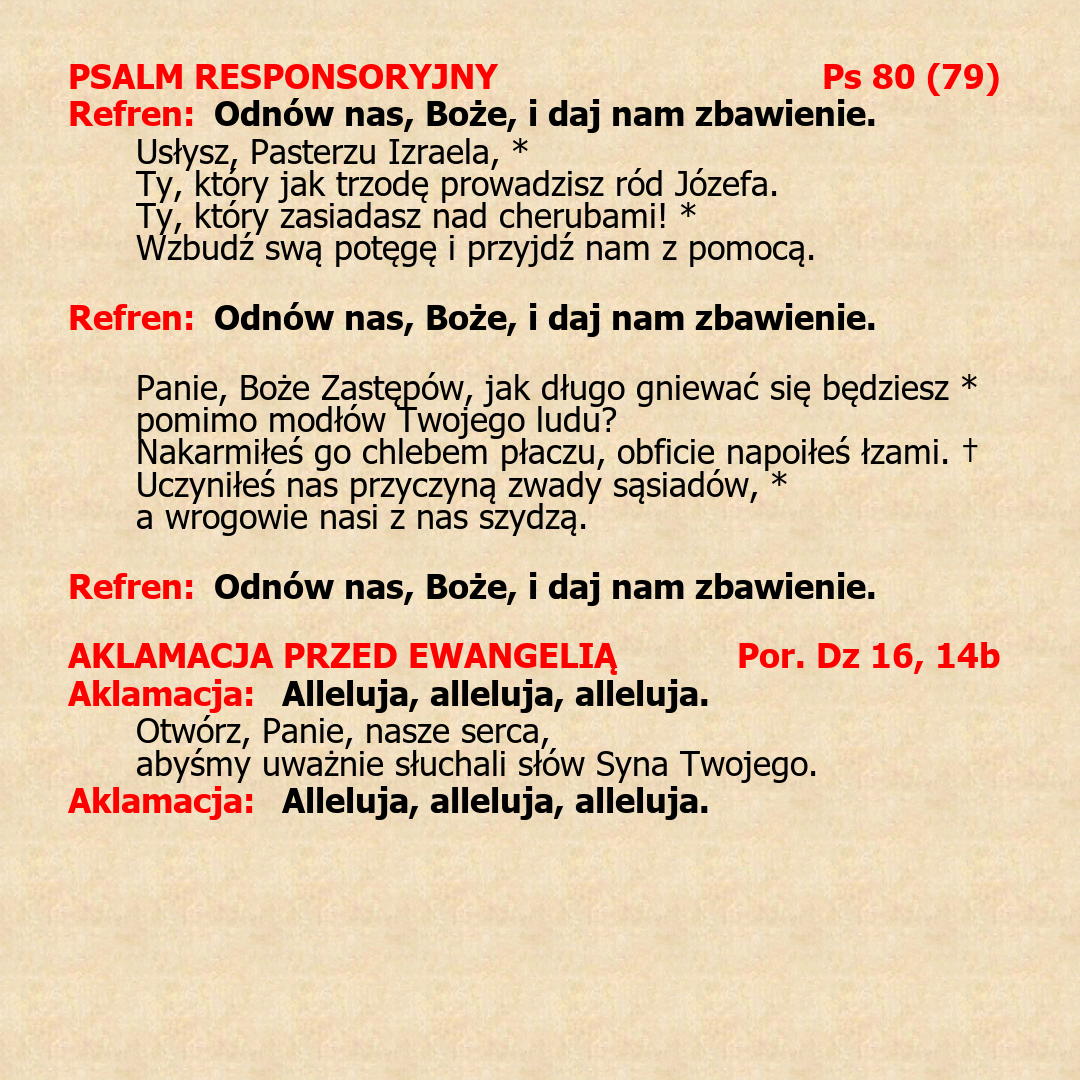 PSALM RESPONSORYJNY Ps 80 (79)
Refren: Odnów nas, Boże, i daj nam zbawienie.
Usłysz, Pasterzu Izraela, *
Ty, który jak trzodę prowadzisz ród Józefa.
Ty, który zasiadasz nad cherubami! *
Wzbudź swą potęgę i przyjdź nam z pomocą.
Refren: Odnów nas, Boże, i daj nam zbawienie.
Panie, Boże Zastępów, jak długo gniewać się będziesz *
pomimo modłów Twojego ludu?
Nakarmiłeś go chlebem płaczu, obficie napoiłeś łzami. †
Uczyniłeś nas przyczyną zwady sąsiadów, *
a wrogowie nasi z nas szydzą.
Refren: Odnów nas, Boże, i daj nam zbawienie.
AKLAMACJA PRZED EWANGELIĄ Por. Dz 16, 14b
Aklamacja: Alleluja, alleluja, alleluja.
Otwórz, Panie, nasze serca,
abyśmy uważnie słuchali słów Syna Twojego.
Aklamacja: Alleluja, alleluja, alleluja.